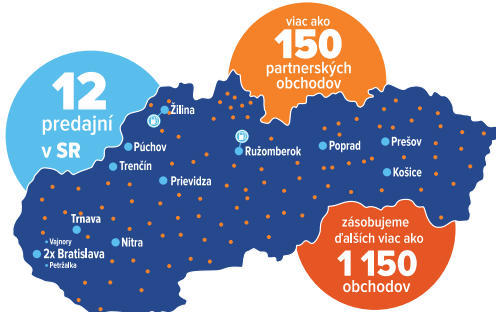 viac ako
150
partnerských
obchodov
12
predajní
v SR
Žilina
Púchov
Ružomberok
Poprad
Prešov
Trenčín
Prievidza
Košice
Trnava
Vajnory
Nitra
2x Bratislava
Petržalka
zásobujeme
ďalších viac ako
1 150
obchodov